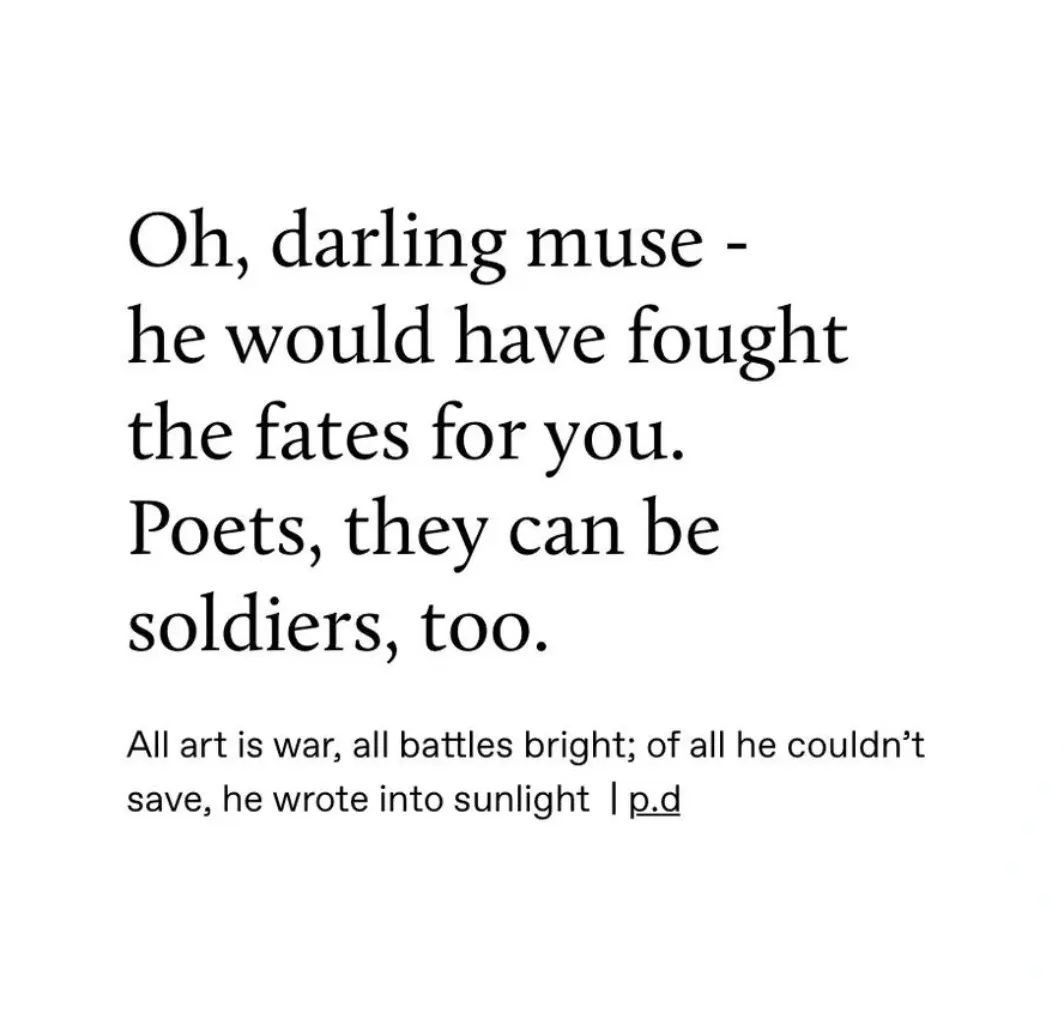 Oh, darling muse -
he would have fought
the fates for you.
Poets, they can be
soldiers, too.
All art is war, all battles bright; of all he couldn’t
save, he wrote into sunlight | p.d